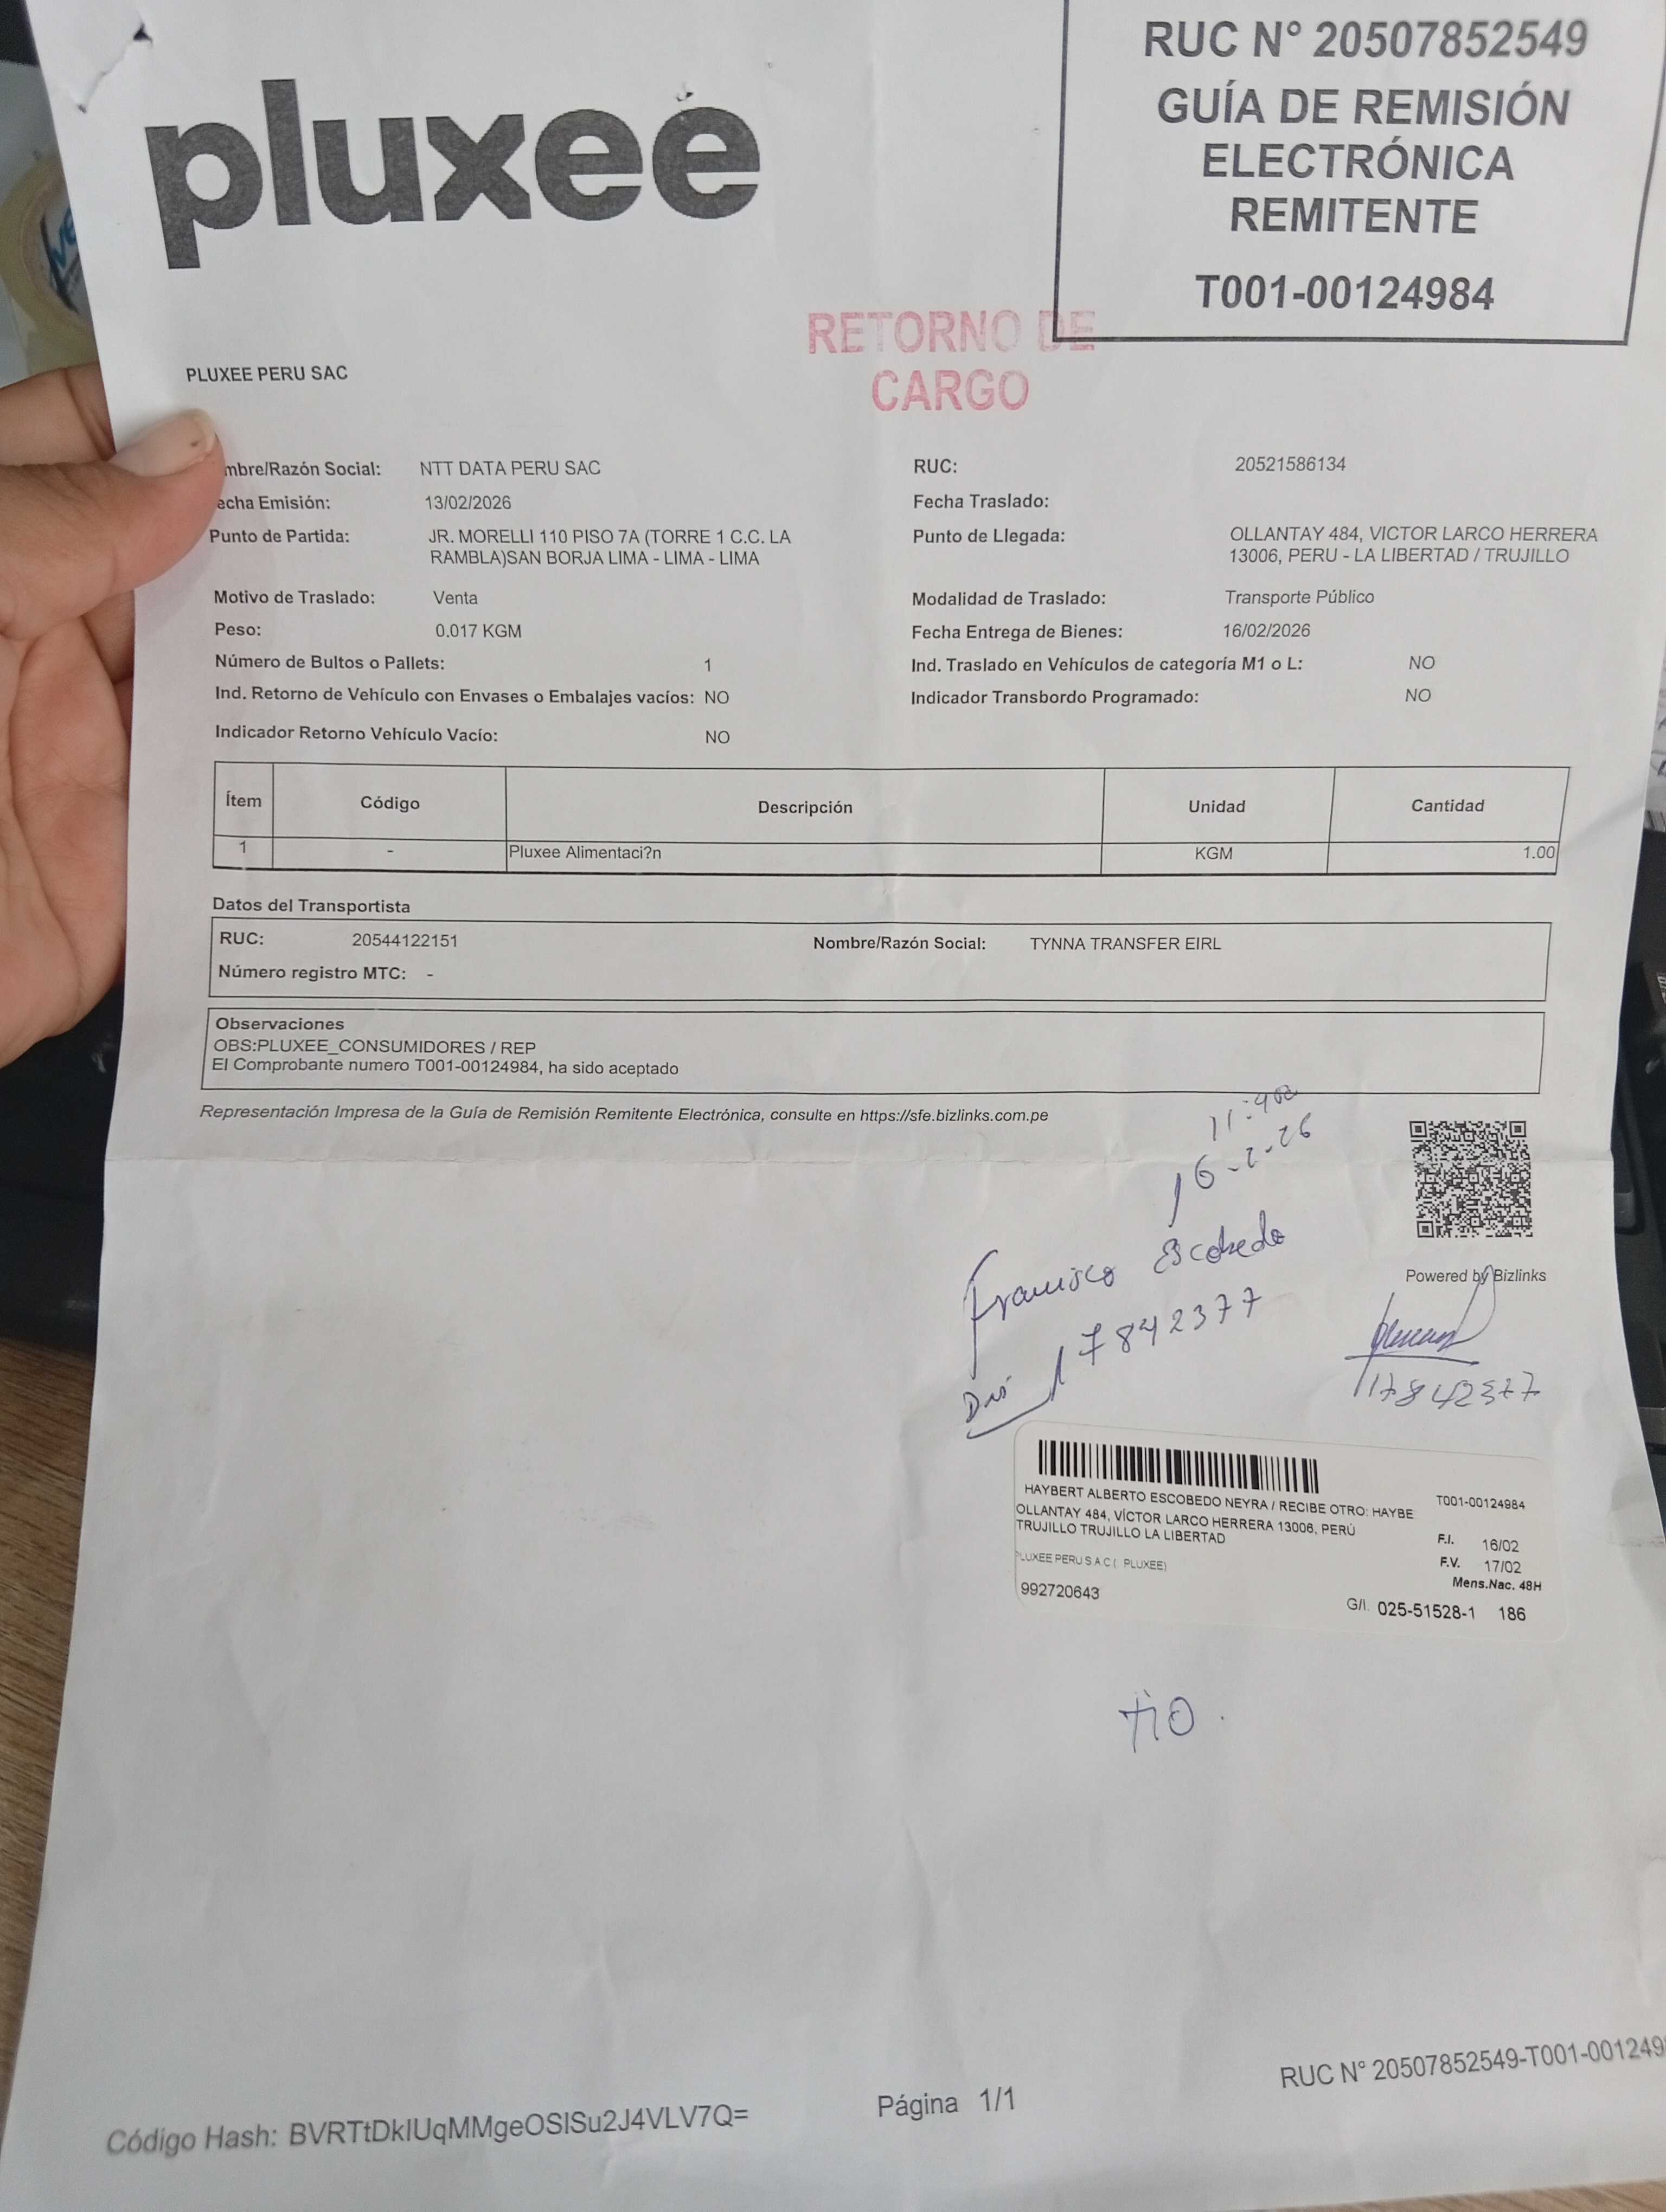 pluxee
RUC N° 20507852549
GUÍA DE REMISIÓN
ELECTRÓNICA
REMITENTE
T001-00124984
RETORNO DE
CARGO
PLUXEE PERU SAC
mbre/Razón Social: NTT DATA PERU SAC
RUC: 20521586134
echa Emisión: 13/02/2026
Fecha Traslado:
Punto de Partida: JR. MORELLI 110 PISO 7A (TORRE 1 C.C. LA
RAMBLA)SAN BORJA LIMA - LIMA - LIMA
Punto de Llegada: OLLANTAY 484, VICTOR LARCO HERRERA
13006, PERU - LA LIBERTAD / TRUJILLO
Motivo de Traslado: Venta
Modalidad de Traslado: Transporte Público
Peso: 0.017 KGM
Fecha Entrega de Bienes: 16/02/2026
Número de Bultos o Pallets: 1
Ind. Traslado en Vehículos de categoría M1 o L: NO
Ind. Retorno de Vehículo con Envases o Embalajes vacíos: NO
Indicador Transbordo Programado: NO
Indicador Retorno Vehículo Vacío: NO
Ítem Código Descripción Unidad Cantidad
1 - Pluxee Alimentaci?n KGM 1.00
Datos del Transportista
RUC: 20544122151 Nombre/Razón Social: TYNNA TRANSFER EIRL
Número registro MTC: -
Observaciones
OBS:PLUXEE_CONSUMIDORES / REP
El Comprobante numero T001-00124984, ha sido aceptado
Representación Impresa de la Guía de Remisión Remitente Electrónica, consulte en https://sfe.bizlinks.com.pe
16-2-26
Francisco Escobedo
Powered by Bizlinks
Dni 17842377
17842377
HAYBERT ALBERTO ESCOBEDO NEYRA / RECIBE OTRO: HAYBE
T001-00124984
OLLANTAY 484, VÍCTOR LARCO HERRERA 13006, PERÚ
TRUJILLO TRUJILLO LA LIBERTAD
F.I. 16/02
PLUXEE PERU S A C (. PLUXEE)
F.V. 17/02
Mens.Nac. 48H
992720643
G/I. 025-51528-1 186
tio.
RUC N° 20507852549-T001-001249
Página 1/1
Código Hash: BVRTtDkIUqMMgeOSISu2J4VLV7Q=